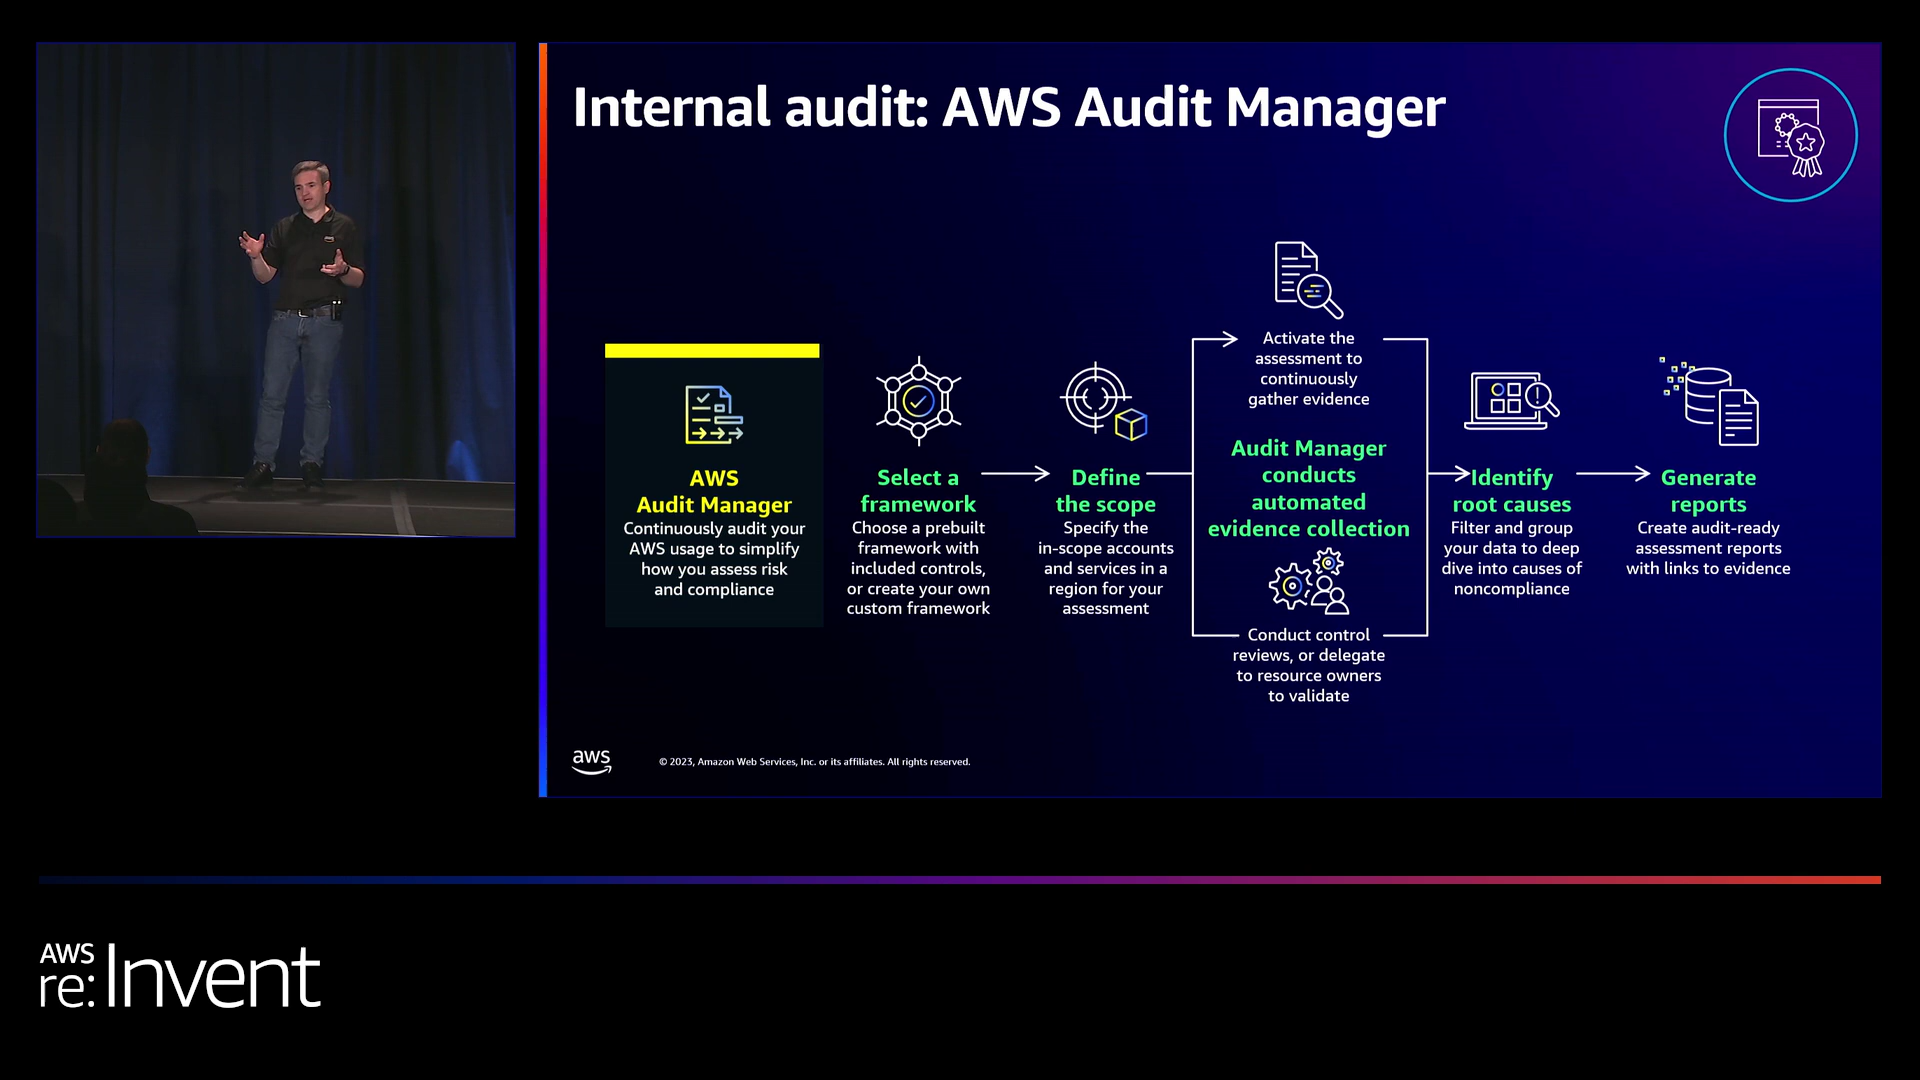 Internal audit: AWS Audit Manager
AWS
Audit Manager
Continuously audit your
AWS usage to simplify
how you assess risk
and compliance
Select a
framework
Choose a prebuilt
framework with
included controls,
or create your own
custom framework
Define
the scope
Specify the
in-scope accounts
and services in a
region for your
assessment
Activate the
assessment to
continuously
gather evidence
Audit Manager
conducts
automated
evidence collection
Conduct control
reviews, or delegate
to resource owners
to validate
Identify
root causes
Filter and group
your data to deep
dive into causes of
noncompliance
Generate
reports
Create audit-ready
assessment reports
with links to evidence
aws
© 2023, Amazon Web Services, Inc. or its affiliates. All rights reserved.
AWS
re:Invent